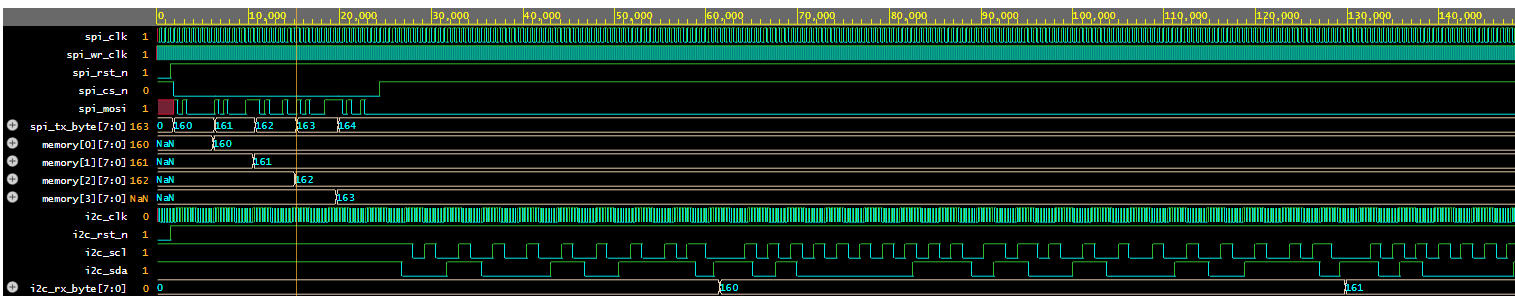 0 10,000 20,000 30,000 40,000 50,000 60,000 70,000 80,000 90,000 100,000 110,000 120,000 130,000 140,000
spi_clk 1
spi_wr_clk 1
spi_rst_n 1
spi_cs_n 0
spi_mosi 1
spi_tx_byte[7:0] 163 0 160 161 162 163 164
memory[0][7:0] 160 NaN 160
memory[1][7:0] 161 NaN 161
memory[2][7:0] 162 NaN 162
memory[3][7:0] NaN NaN 163
i2c_clk 0
i2c_rst_n 1
i2c_scl 1
i2c_sda 1
i2c_rx_byte[7:0] 0 0 160 161